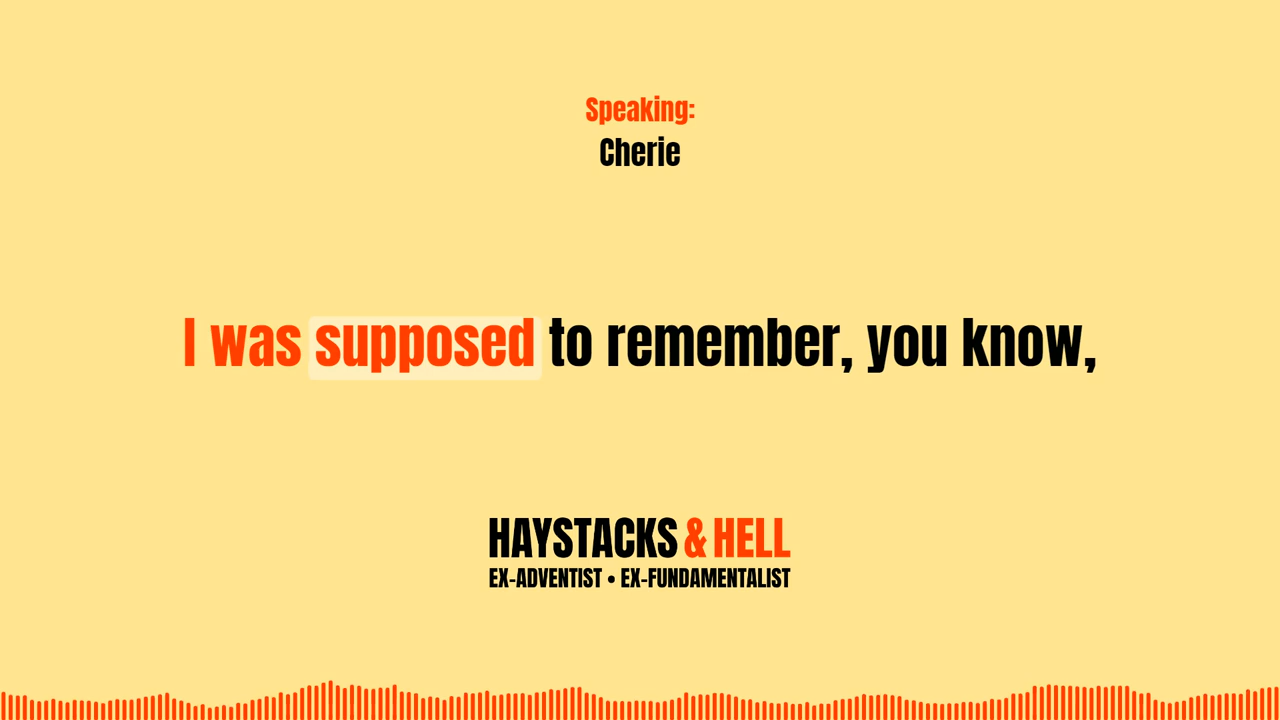 Speaking:
Cherie
I was supposed to remember, you know,
HAYSTACKS & HELL
EX-ADVENTIST • EX-FUNDAMENTALIST